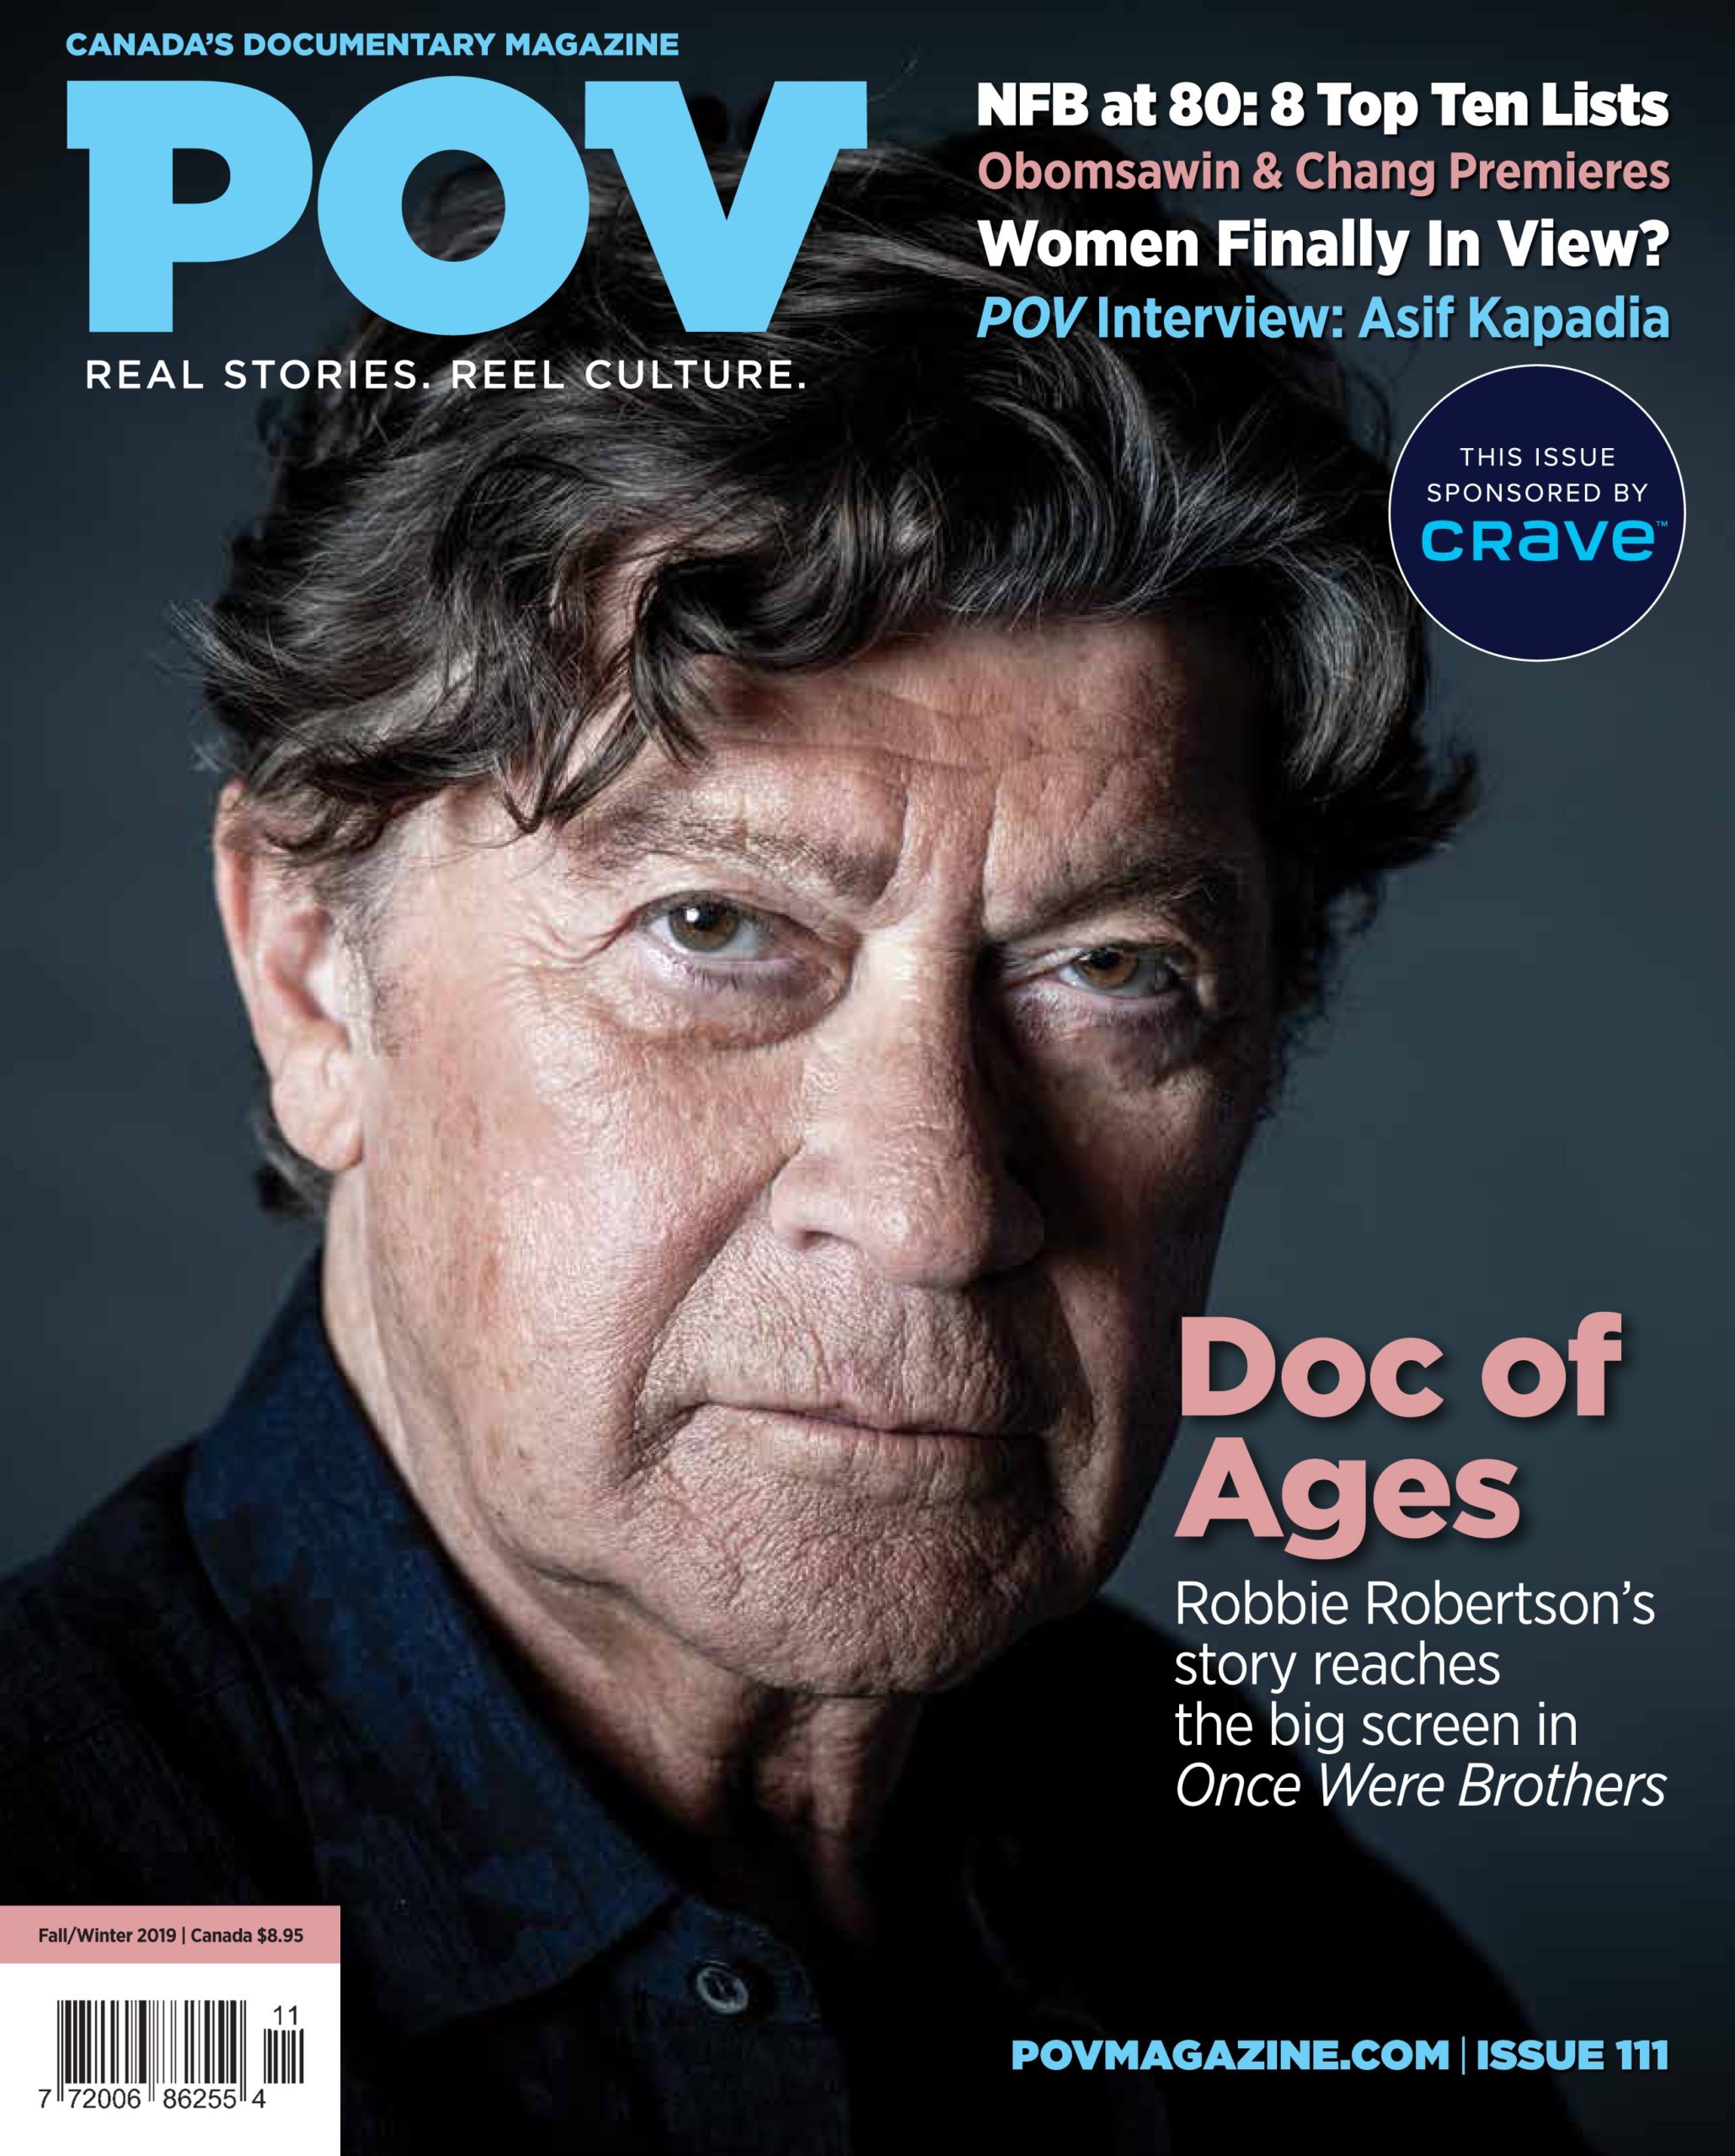 CANADA'S DOCUMENTARY MAGAZINE
POV
REAL STORIES. REEL CULTURE.
NFB at 80: 8 Top Ten Lists
Obomsawin & Chang Premieres
Women Finally In View?
POV Interview: Asif Kapadia
THIS ISSUE
SPONSORED BY
CRave™
Doc of
Ages
Robbie Robertson's
story reaches
the big screen in
Once Were Brothers
Fall/Winter 2019 | Canada $8.95
11
7 72006 86255 4
POVMAGAZINE.COM | ISSUE 111